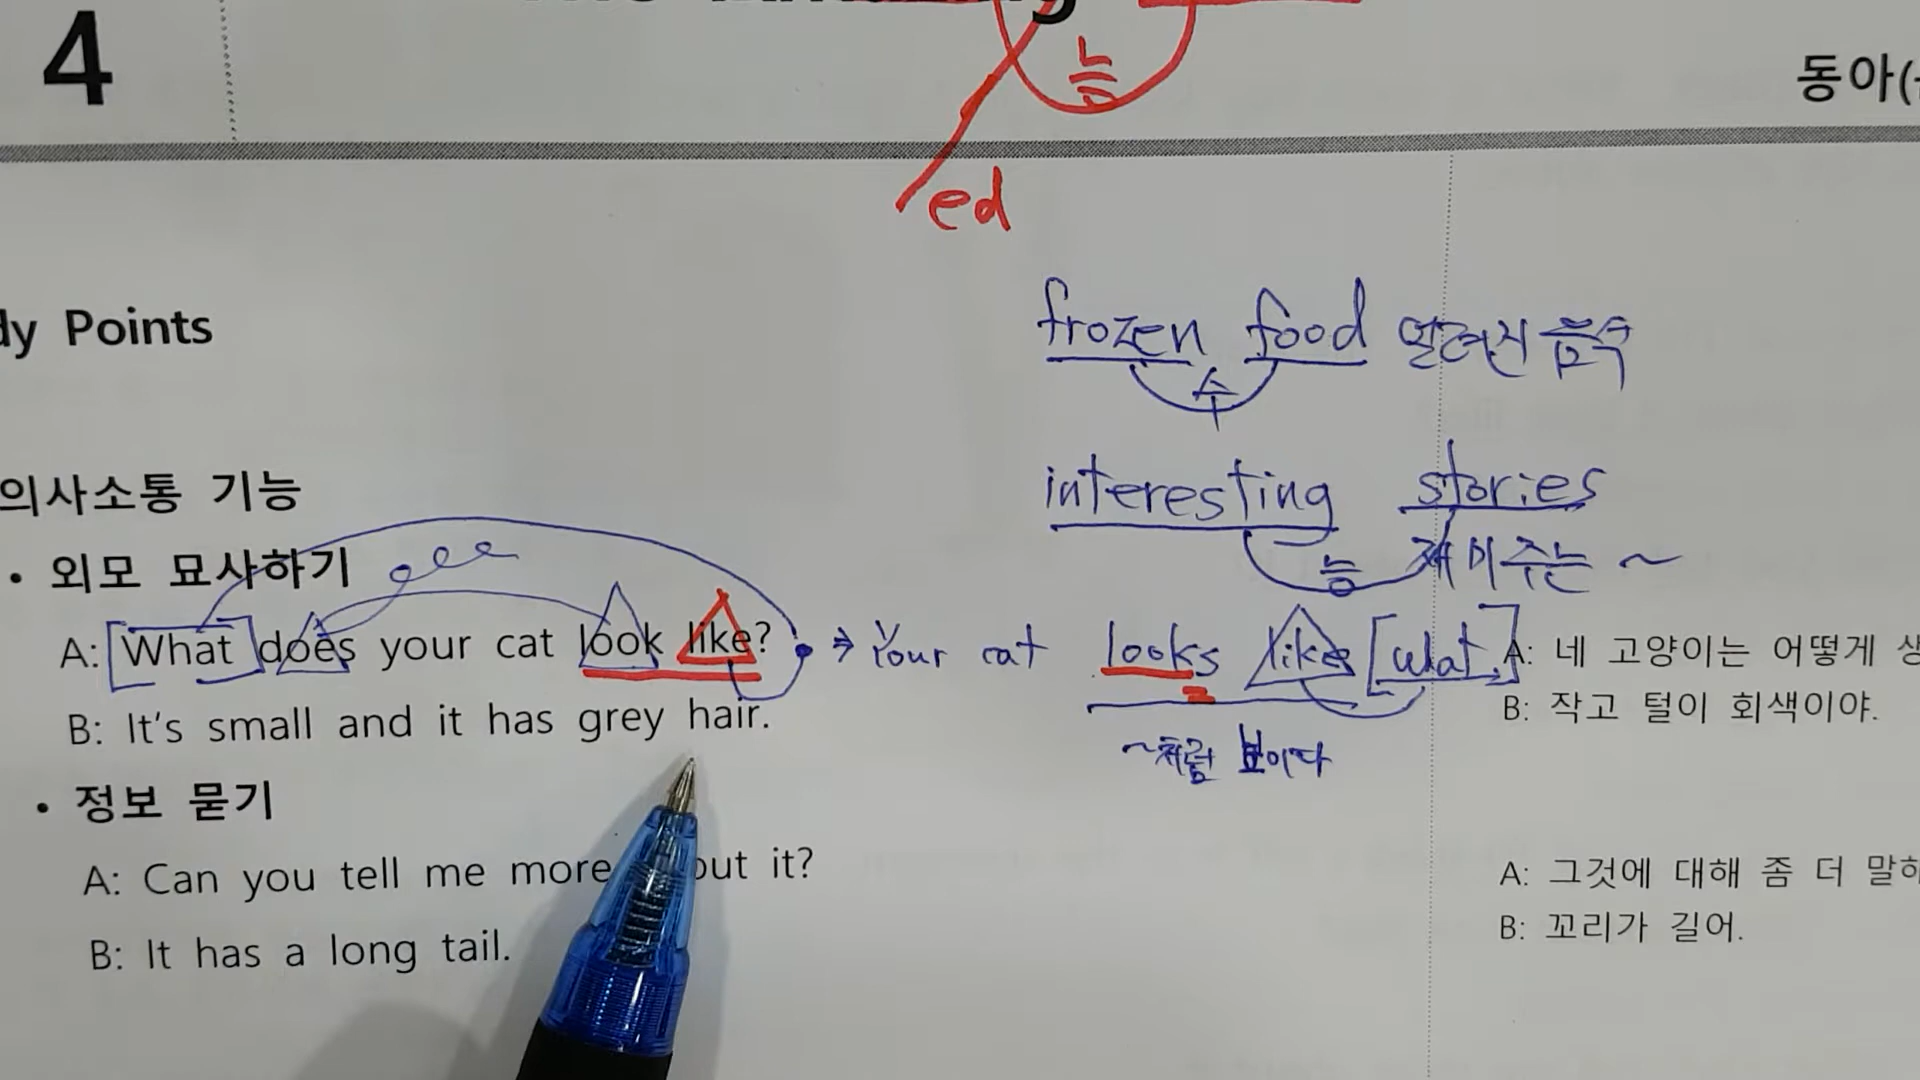 4
능
동아(
ed
dy Points
frozen food 얼려진 음식
수
interesting stories
능 재미주는 ~
의사소통 기능
• 외모 묘사하기
A: What does your cat look like? → Your cat looks like [what]
A: 네 고양이는 어떻게 생
B: It's small and it has grey hair.
B: 작고 털이 회색이야.
~처럼 보이다
• 정보 묻기
A: Can you tell me more out it?
A: 그것에 대해 좀 더 말하
B: It has a long tail.
B: 꼬리가 길어.